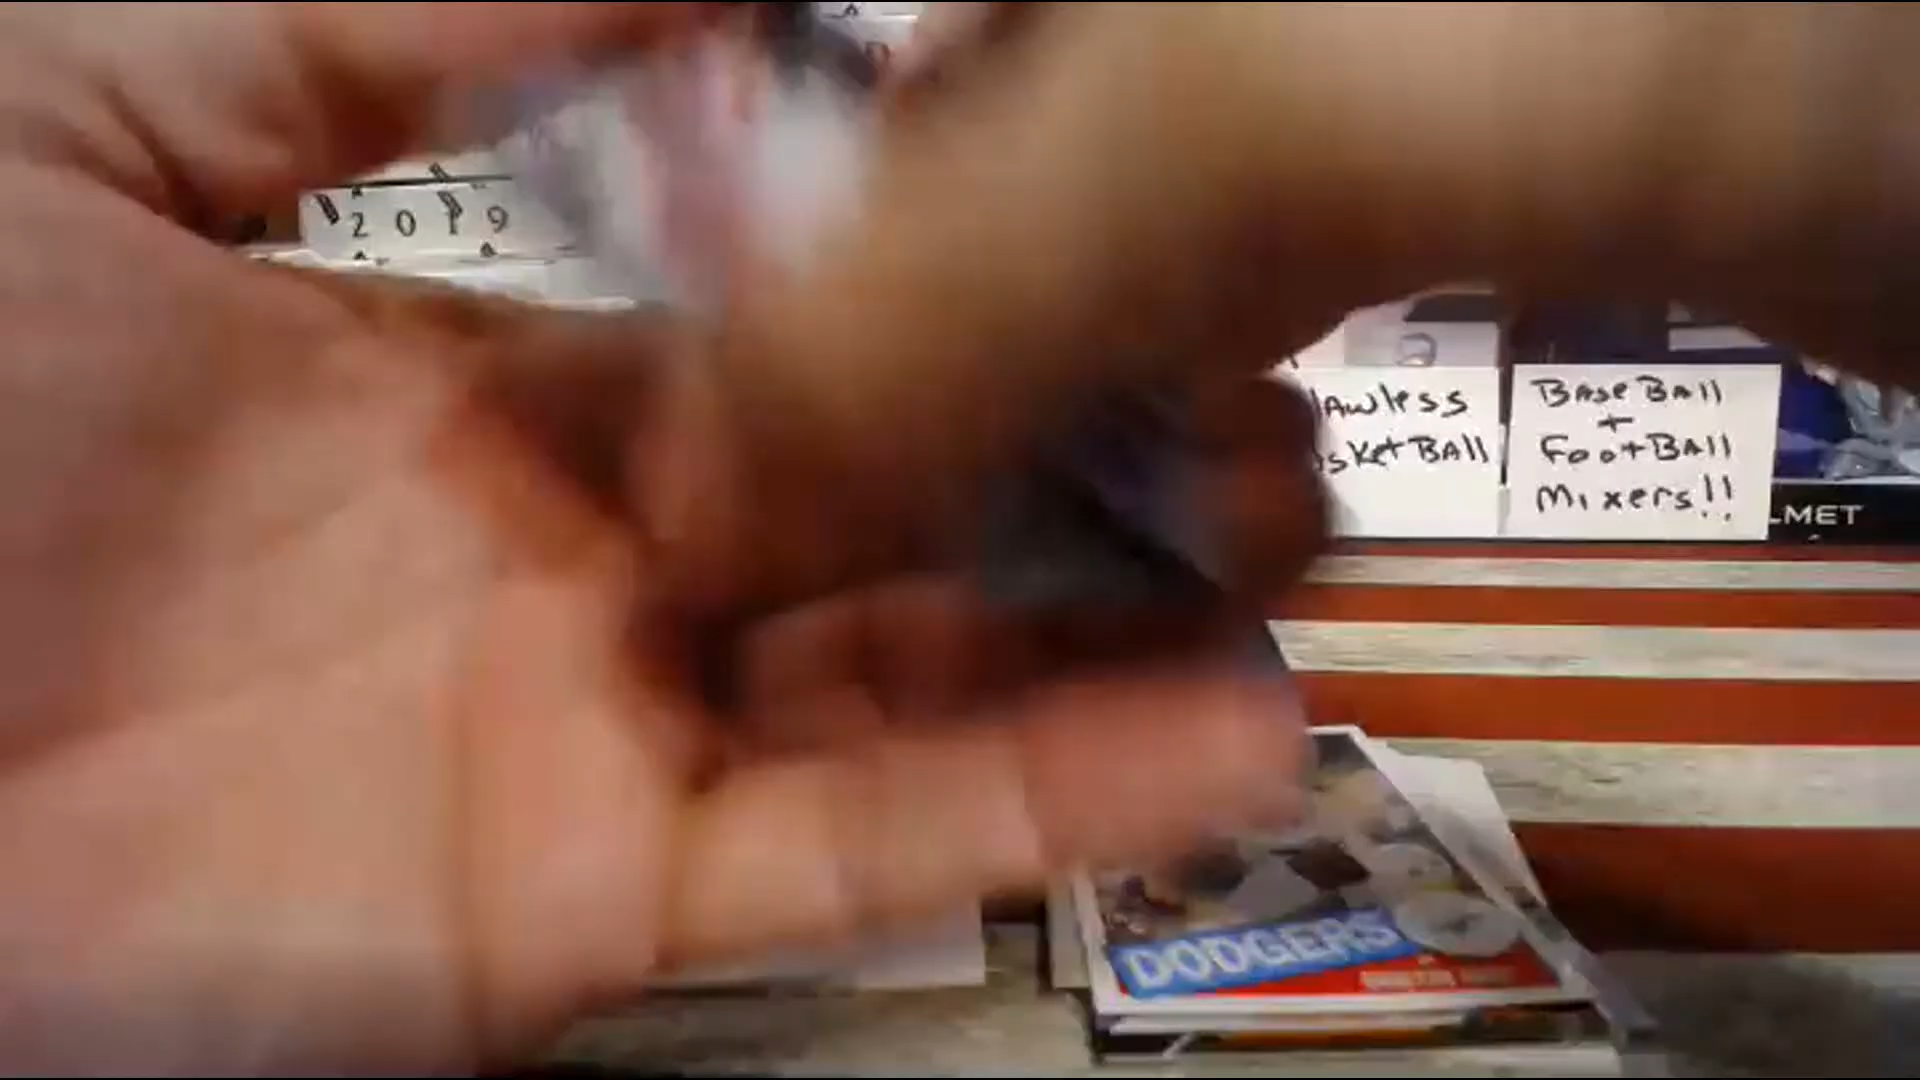 2019
lawless
sketBall
BaseBall
+
FootBall
Mixers!!
LMET
DODGERS